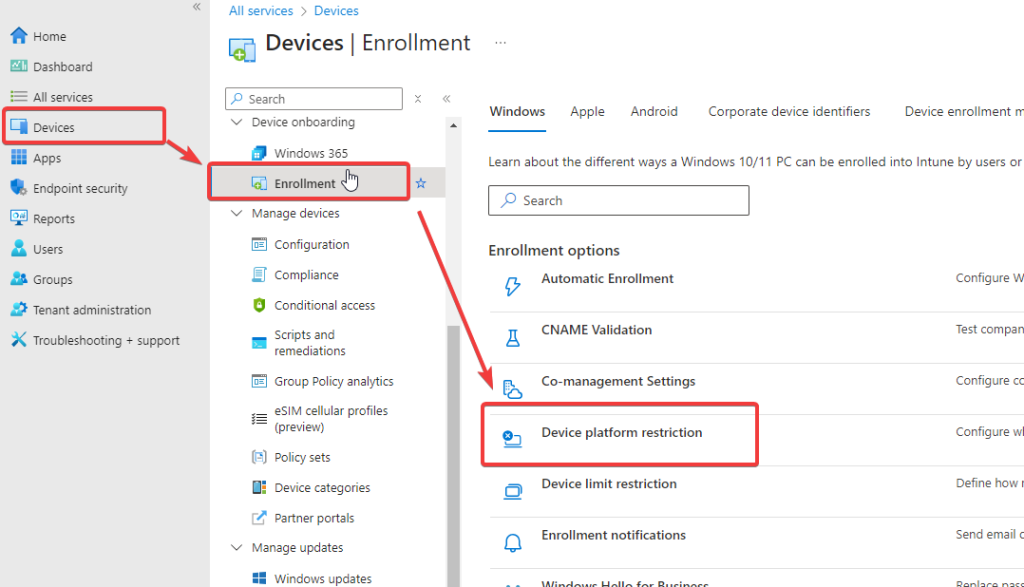 All services > Devices
Devices | Enrollment ...
Home
Dashboard
All services
Devices
Apps
Endpoint security
Reports
Users
Groups
Tenant administration
Troubleshooting + support
Search
Device onboarding
Windows 365
Enrollment
Manage devices
Configuration
Compliance
Conditional access
Scripts and
remediations
Group Policy analytics
eSIM cellular profiles
(preview)
Policy sets
Device categories
Partner portals
Manage updates
Windows updates
Windows Apple Android Corporate device identifiers Device enrollment m
Learn about the different ways a Windows 10/11 PC can be enrolled into Intune by users or
Search
Enrollment options
Automatic Enrollment Configure W
CNAME Validation Test compan
Co-management Settings Configure co
Device platform restriction Configure wh
Device limit restriction Define how
Enrollment notifications Send email
Windows Hello for Business Replace pass